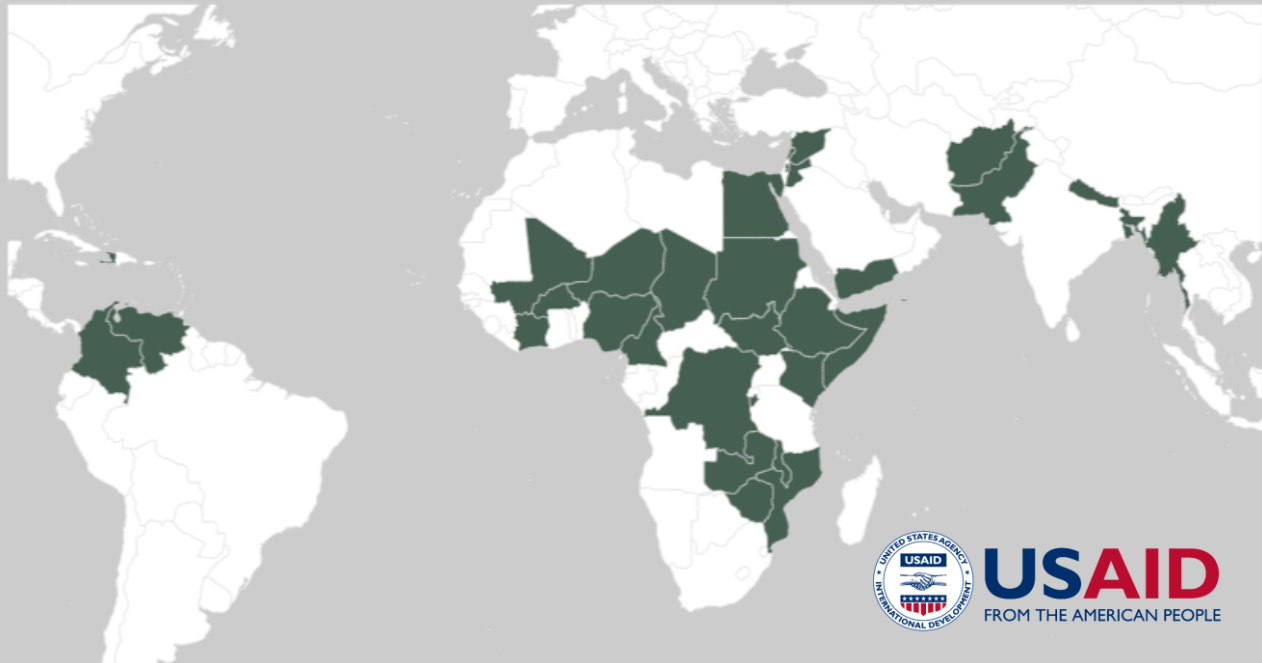 UNITED STATES AGENCY
USAID
INTERNATIONAL DEVELOPMENT
USAID
FROM THE AMERICAN PEOPLE